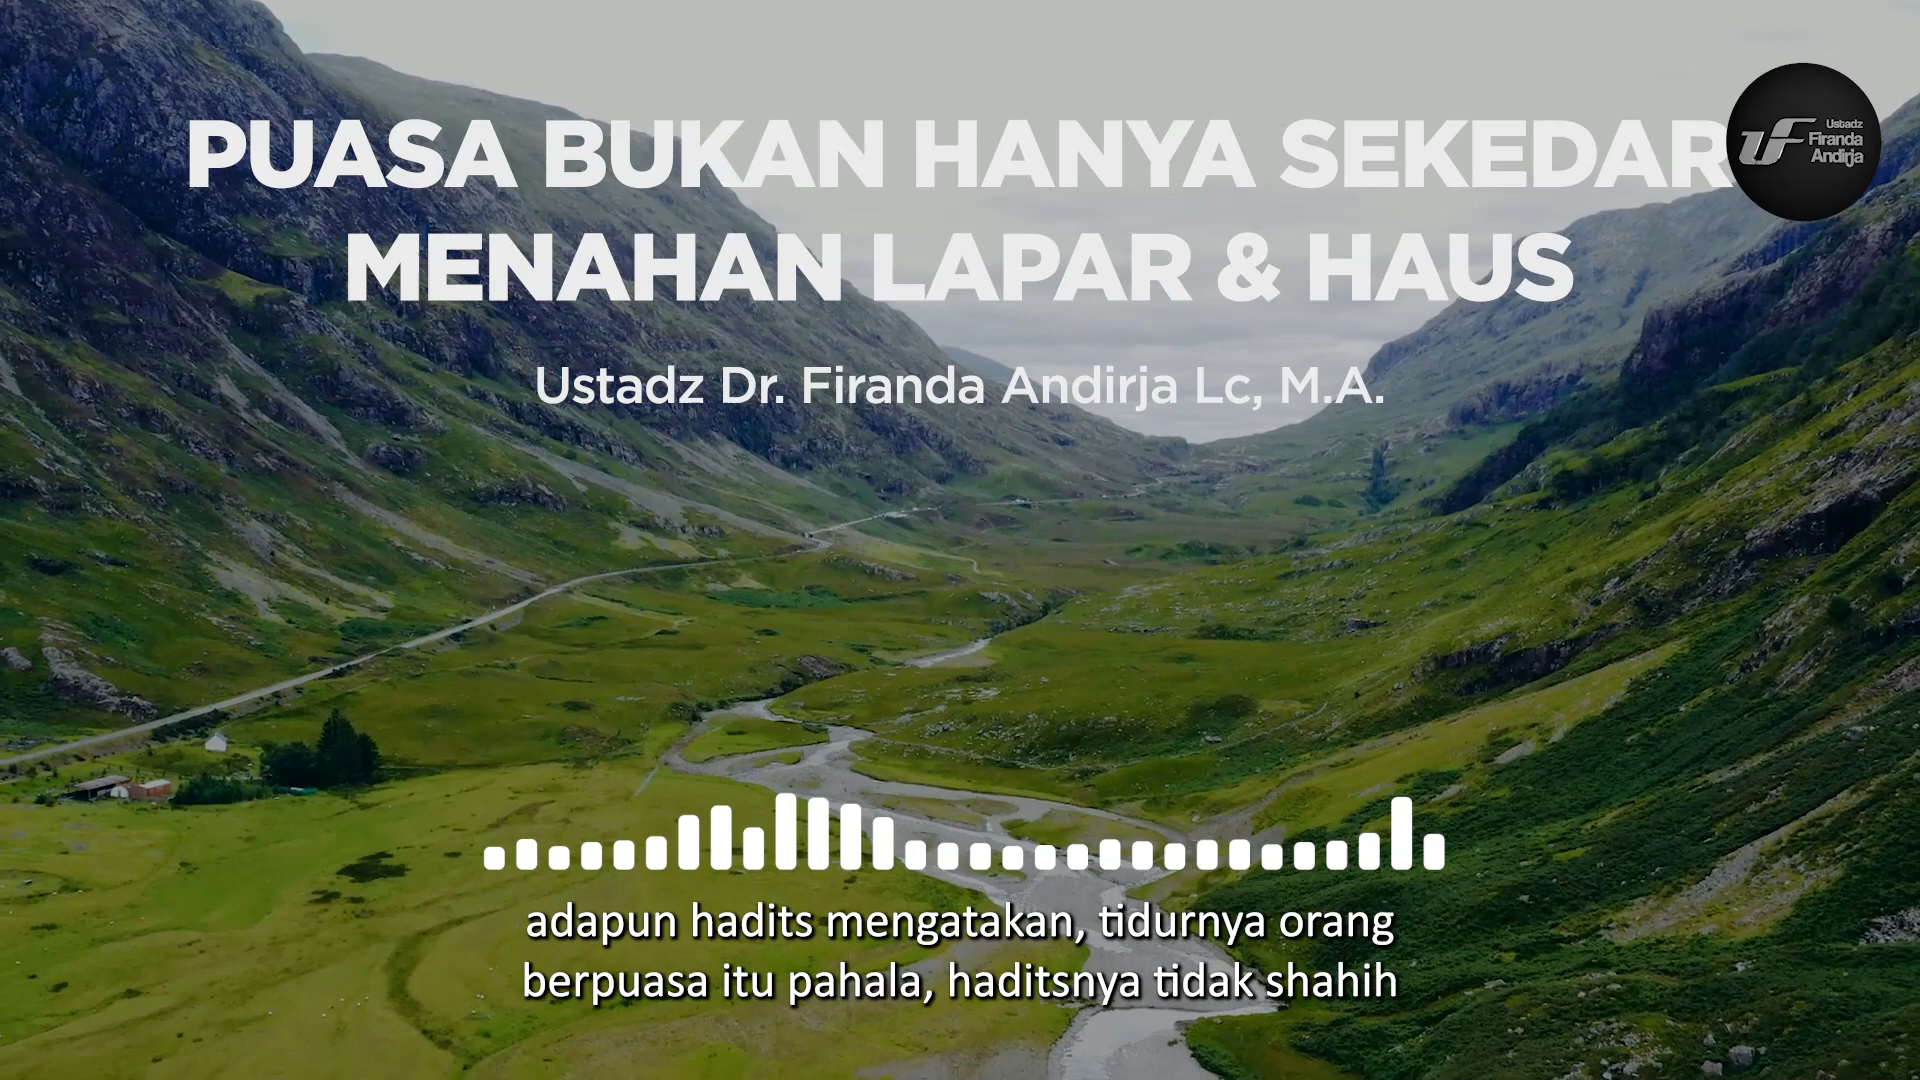 PUASA BUKAN HANYA SEKEDAR
MENAHAN LAPAR & HAUS
Ustadz Dr. Firanda Andirja Lc, M.A.
UF
Ustadz
Firanda
Andirja
adapun hadits mengatakan, tidurnya orang
berpuasa itu pahala, haditsnya tidak shahih